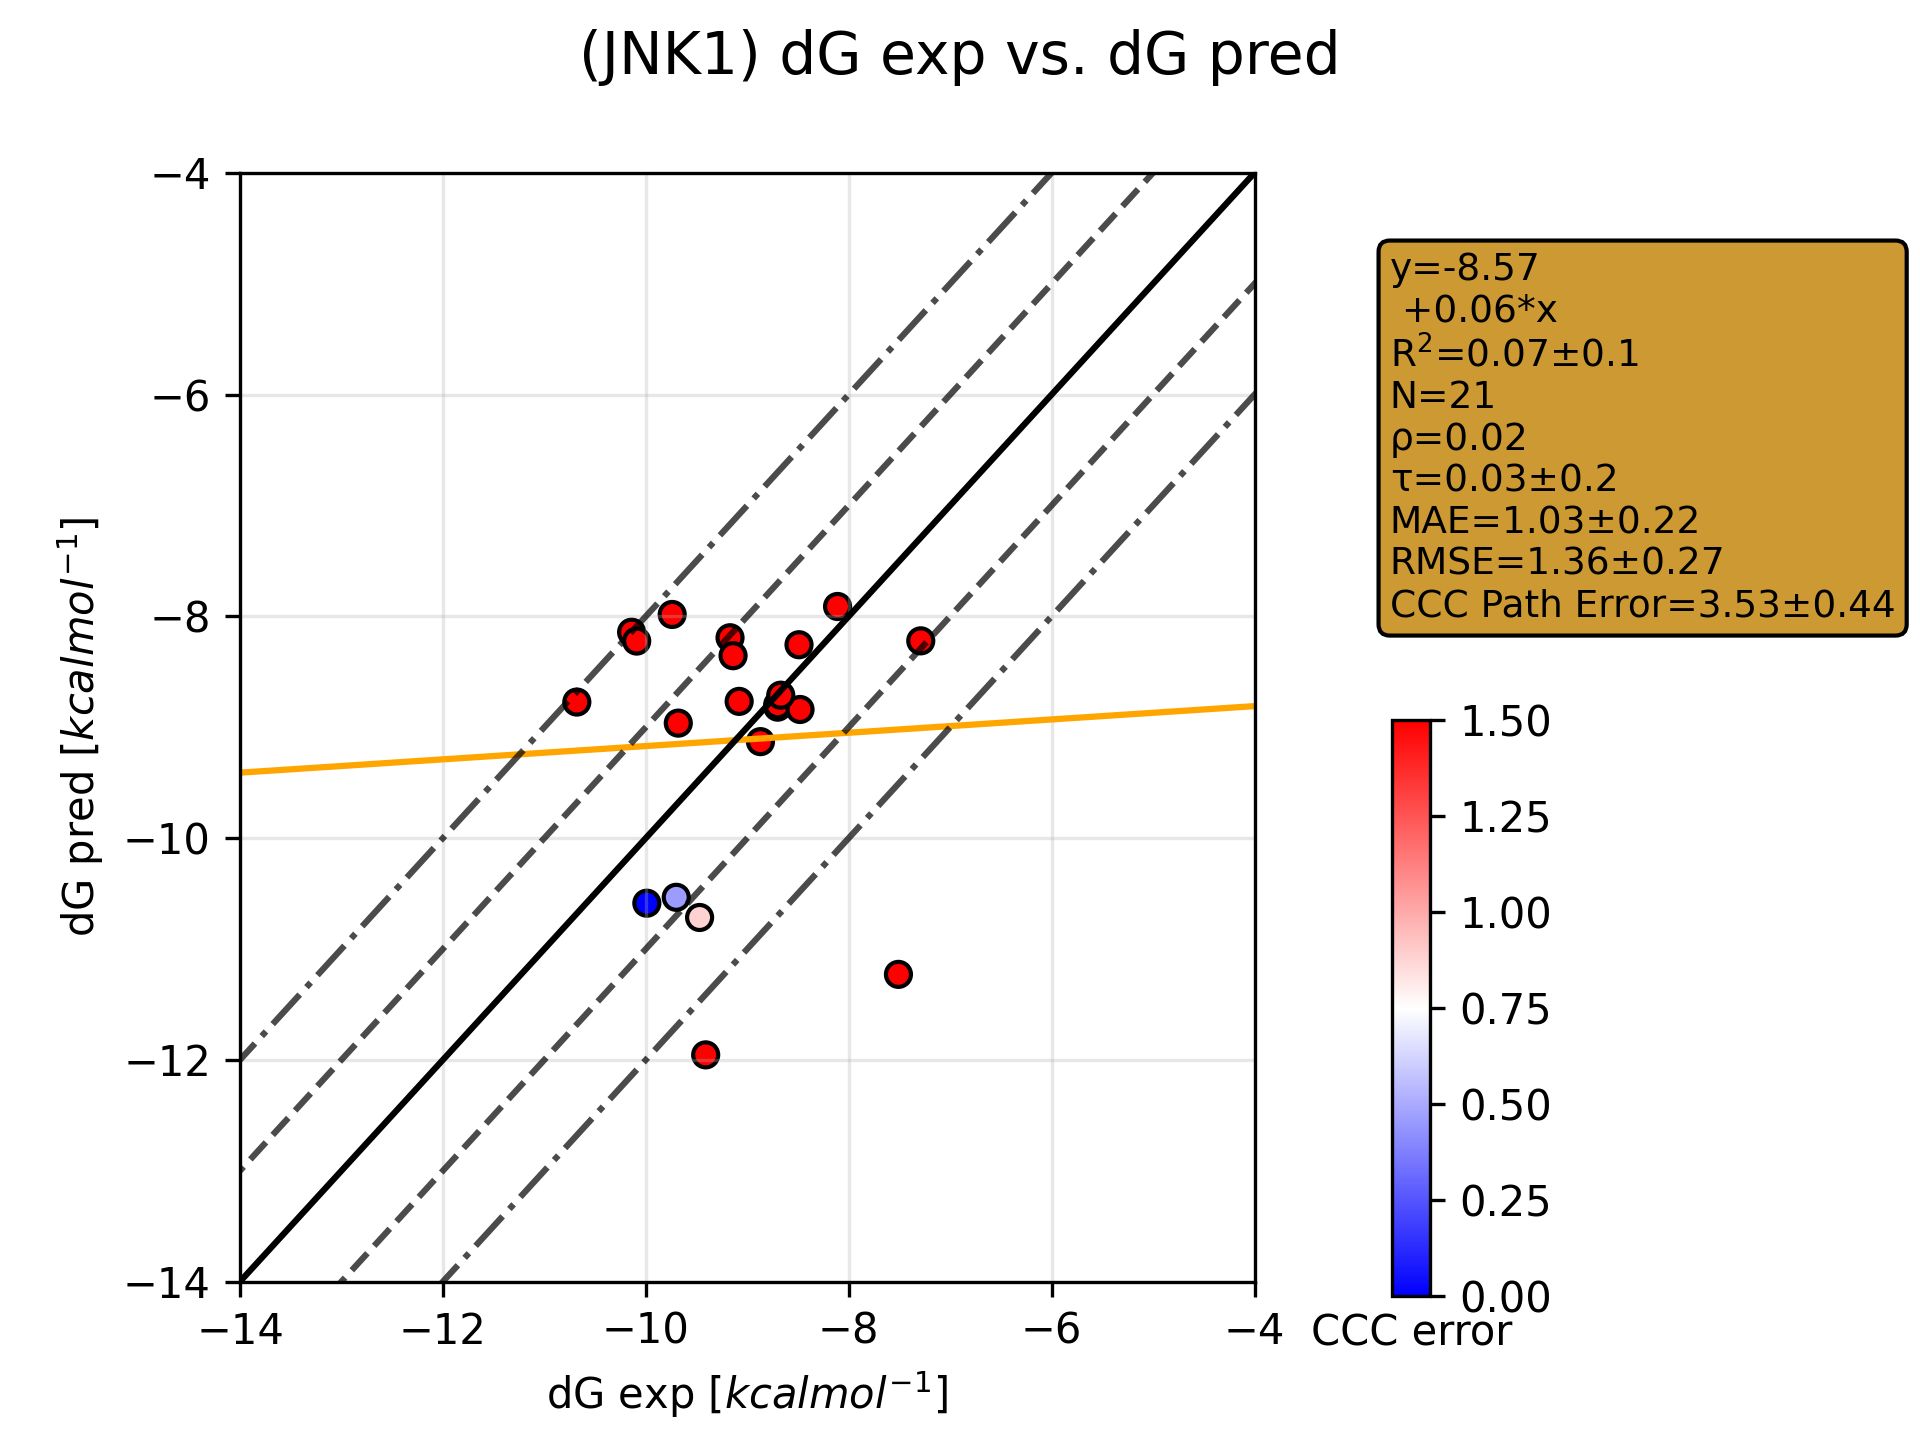 (JNK1) dG exp vs. dG pred
−4
−6
−8
−10
−12
−14
dG pred [kcalmol⁻¹]
−14 −12 −10 −8 −6 −4
dG exp [kcalmol⁻¹]
y=-8.57
+0.06*x
R²=0.07±0.1
N=21
ρ=0.02
τ=0.03±0.2
MAE=1.03±0.22
RMSE=1.36±0.27
CCC Path Error=3.53±0.44
1.50
1.25
1.00
0.75
0.50
0.25
0.00
CCC error